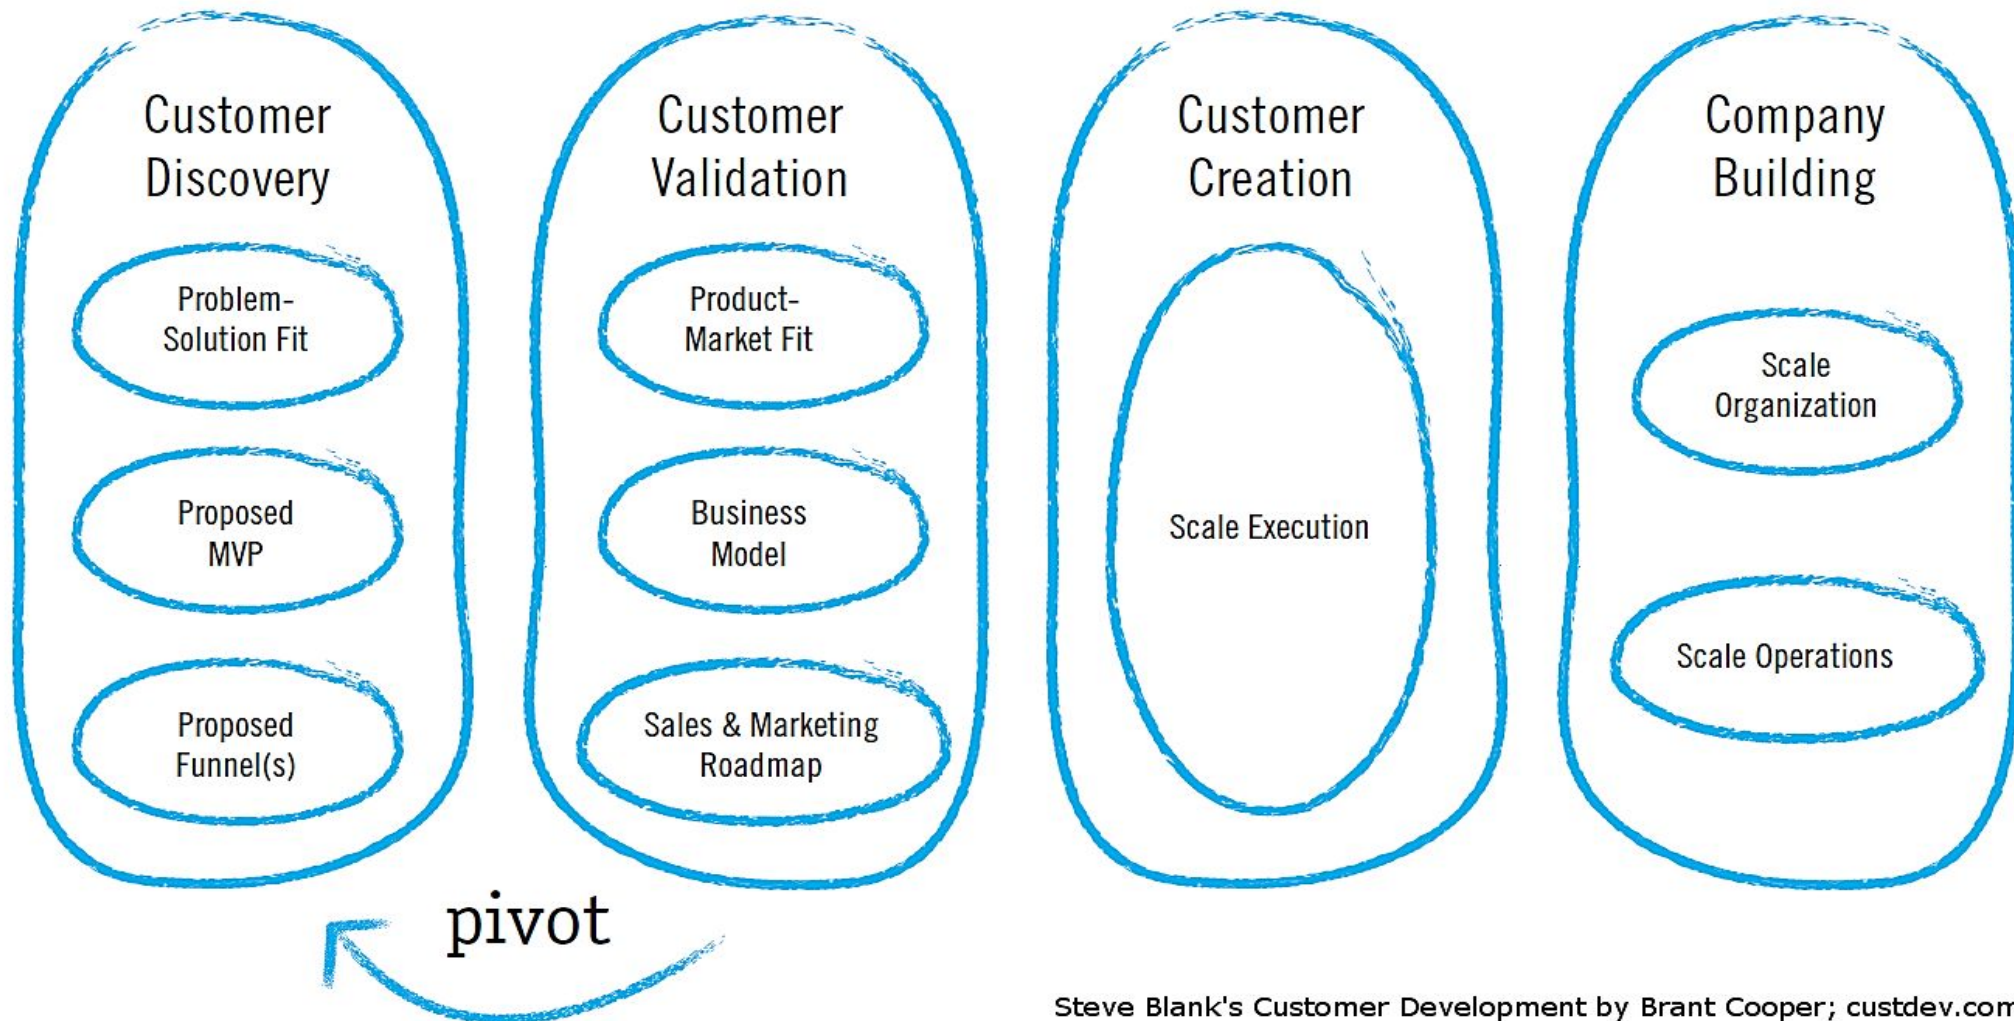 Customer
Discovery
Problem-
Solution Fit
Proposed
MVP
Proposed
Funnel(s)
Customer
Validation
Product-
Market Fit
Business
Model
Sales & Marketing
Roadmap
Customer
Creation
Scale Execution
Company
Building
Scale
Organization
Scale Operations
pivot
Steve Blank's Customer Development by Brant Cooper; custdev.com